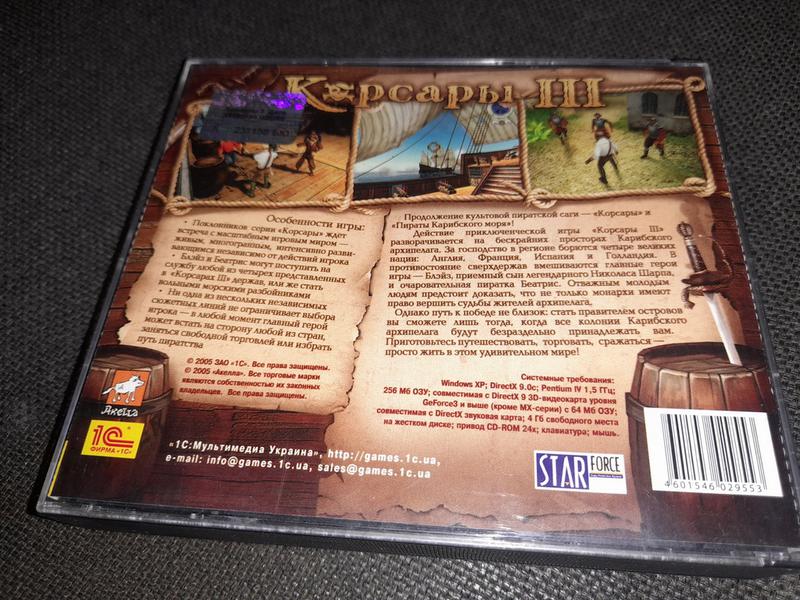 Корсары III
Особенности игры:
• Поклонников серии «Корсары» ждет
встреча с масштабным игровым миром —
живым, многогранным, интенсивно разви-
вающимся независимо от действий игрока
• Блэйз и Беатрис могут поступить на
службу любой из четырех представленных
в «Корсарах III» держав, или же стать
вольными морскими разбойниками
• Ни одна из нескольких независимых
сюжетных линий не ограничивает выбора
игрока — в любой момент главный герой
может встать на сторону любой из стран,
заняться свободной торговлей или избрать
путь пиратства
© 2005 ЗАО «1С». Все права защищены.
© 2005 «Акелла». Все торговые марки
являются собственностью их законных
владельцев. Все права защищены.
Продолжение культовой пиратской саги — «Корсары» и
«Пираты Карибского моря»!
Действие приключенческой игры «Корсары III»
разворачивается на бескрайних просторах Карибского
архипелага. За господство в регионе борются четыре великих
нации: Англия, Франция, Испания и Голландия. В
противостояние сверхдержав вмешиваются главные герои
игры — Блэйз, приемный сын легендарного Николаса Шарпа,
и очаровательная пиратка Беатрис. Отважным молодым
людям предстоит доказать, что не только монархи имеют
право вершить судьбы жителей архипелага.
Однако путь к победе не близок: стать правителем островов
вы сможете лишь тогда, когда все колонии Карибского
архипелага будут безраздельно принадлежать вам.
Приготовьтесь путешествовать, торговать, сражаться —
просто жить в этом удивительном мире!
Системные требования:
Windows XP; DirectX 9.0c; Pentium IV 1,5 ГГц;
256 Мб ОЗУ; совместимая с DirectX 9 3D-видеокарта уровня
GeForce3 и выше (кроме MX-серии) с 64 Мб ОЗУ;
совместимая с DirectX звуковая карта; 4 Гб свободного места
на жестком диске; привод CD-ROM 24x; клавиатура; мышь.
Akella
1С
ФИРМА «1С»
«1С:Мультимедиа Украина», http://games.1c.ua,
e-mail: info@games.1c.ua, sales@games.1c.ua
STAR FORCE
4601546029553